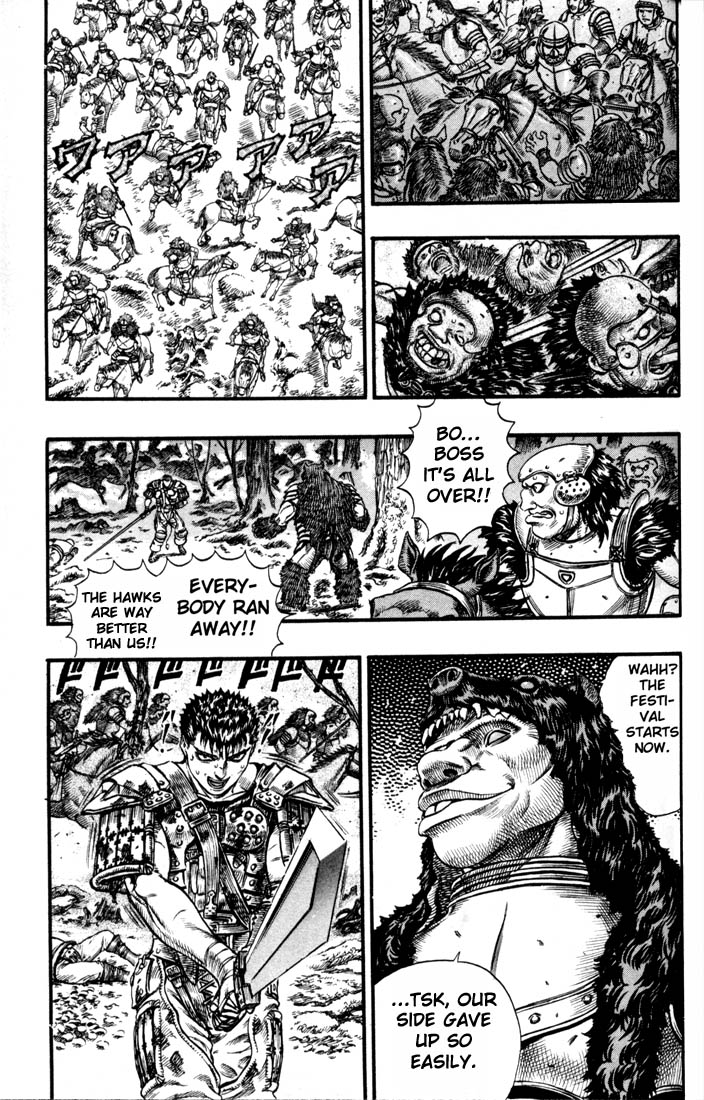 ウアアアアア
BO...
BOSS
IT'S ALL
OVER!!
EVERY-
BODY RAN
AWAY!!
THE HAWKS
ARE WAY
BETTER
THAN US!!
WAHH?
THE
FESTI-
VAL
STARTS
NOW.
...TSK, OUR
SIDE GAVE
UP SO
EASILY.
ドドドドド